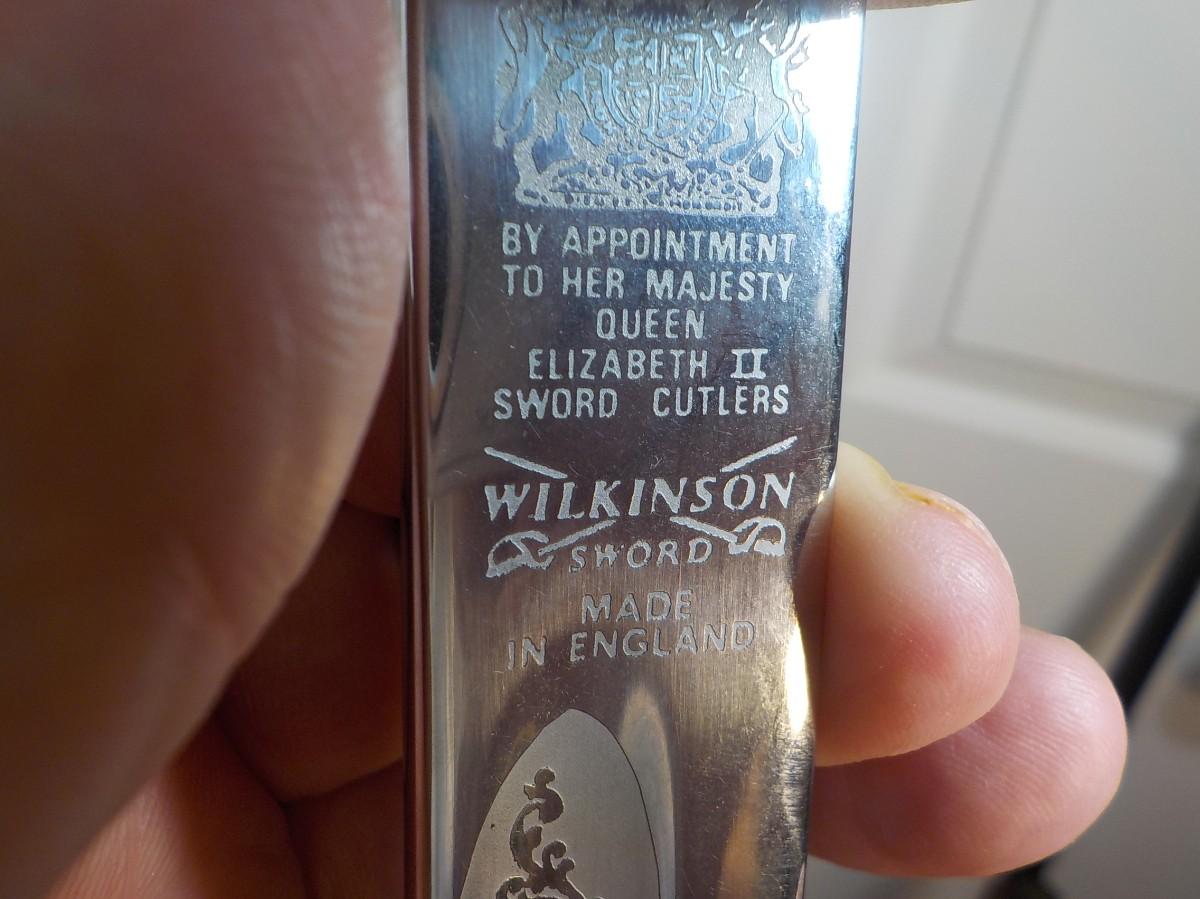 BY APPOINTMENT
TO HER MAJESTY
QUEEN
ELIZABETH II
SWORD CUTLERS
WILKINSON
SWORD
MADE
IN ENGLAND